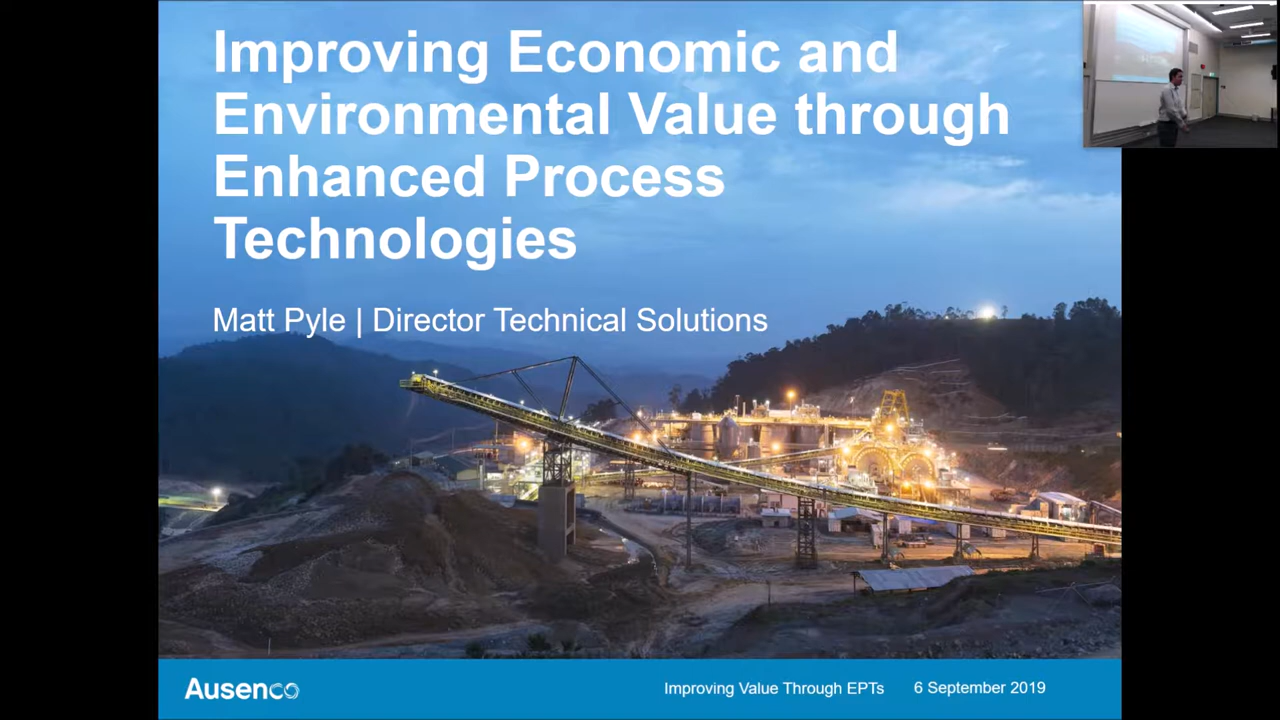 Improving Economic and
Environmental Value through
Enhanced Process
Technologies
Matt Pyle | Director Technical Solutions
Ausenco
Improving Value Through EPTs
6 September 2019